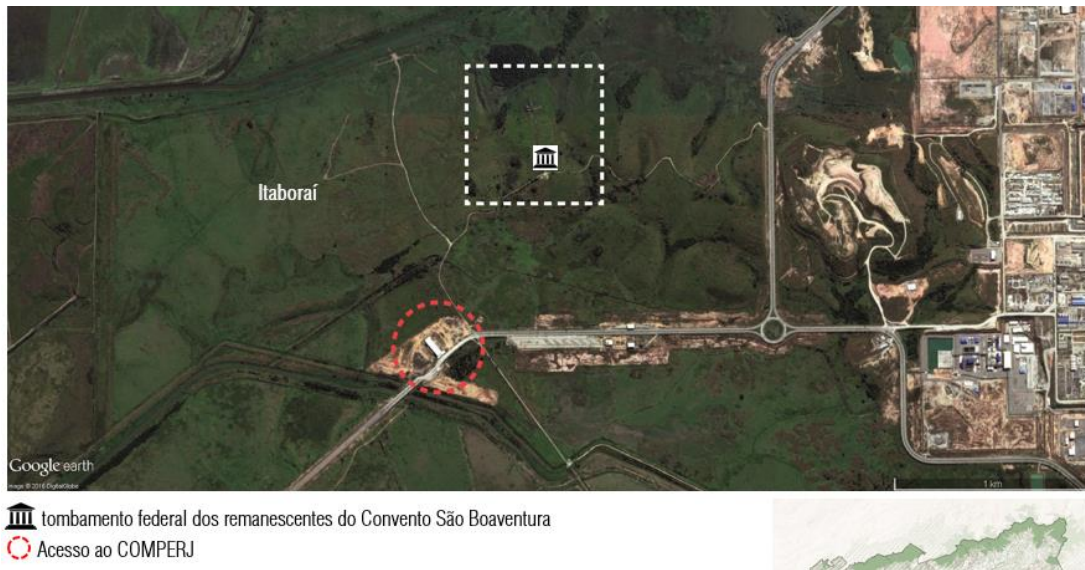 Itaboraí
Google earth
Image © 2016 DigitalGlobe
1 km
tombamento federal dos remanescentes do Convento São Boaventura
Acesso ao COMPERJ